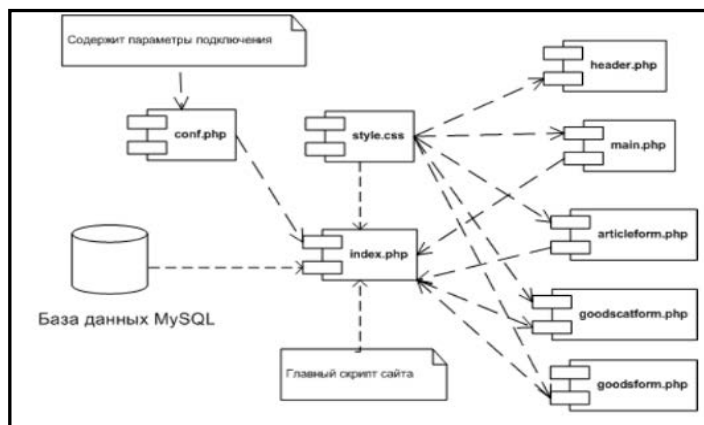 Содержит параметры подключения
header.php
conf.php
style.css
main.php
index.php
articleform.php
База данных MySQL
goodscatform.php
Главный скрипт сайта
goodsform.php